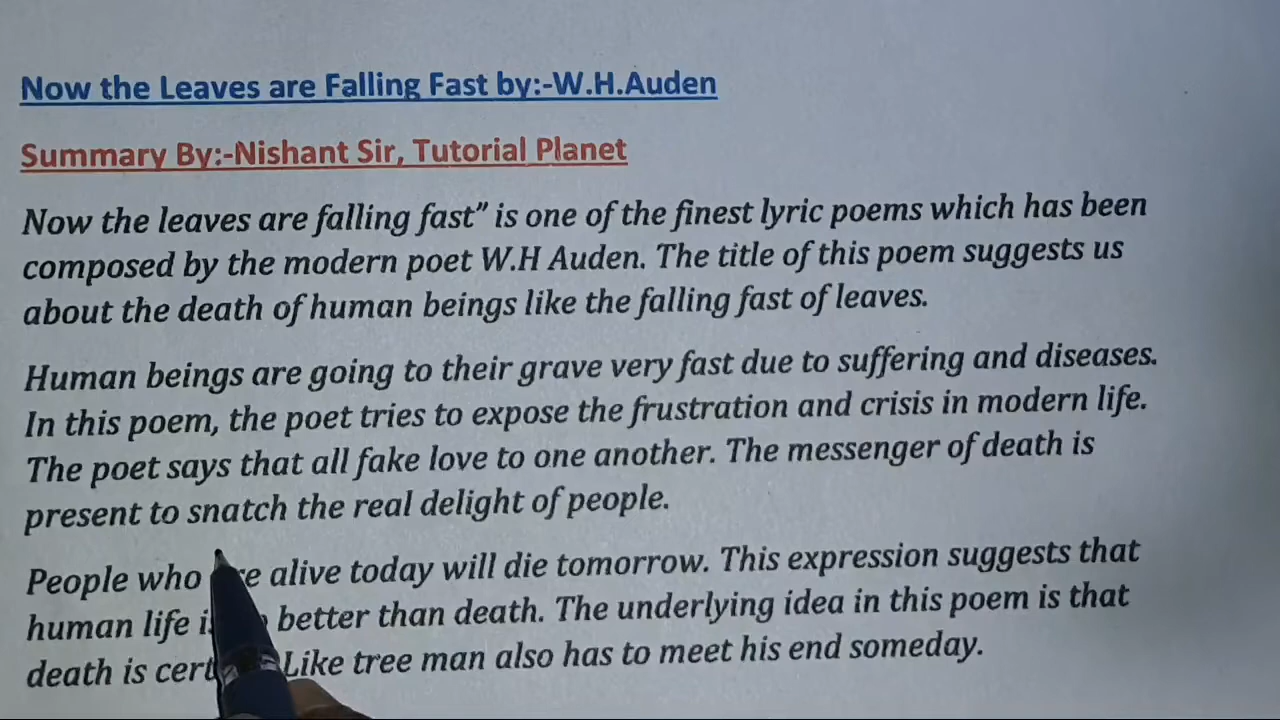 Now the Leaves are Falling Fast by:-W.H.Auden
Summary By:-Nishant Sir, Tutorial Planet
Now the leaves are falling fast” is one of the finest lyric poems which has been
composed by the modern poet W.H Auden. The title of this poem suggests us
about the death of human beings like the falling fast of leaves.
Human beings are going to their grave very fast due to suffering and diseases.
In this poem, the poet tries to expose the frustration and crisis in modern life.
The poet says that all fake love to one another. The messenger of death is
present to snatch the real delight of people.
People who alive today will die tomorrow. This expression suggests that
human life better than death. The underlying idea in this poem is that
death is Like tree man also has to meet his end someday.